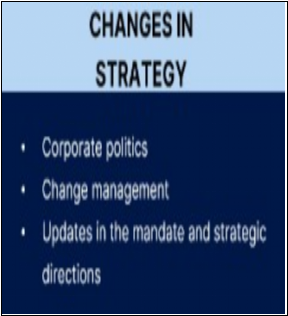 CHANGES IN
STRATEGY
• Corporate politics
• Change management
• Updates in the mandate and strategic
directions